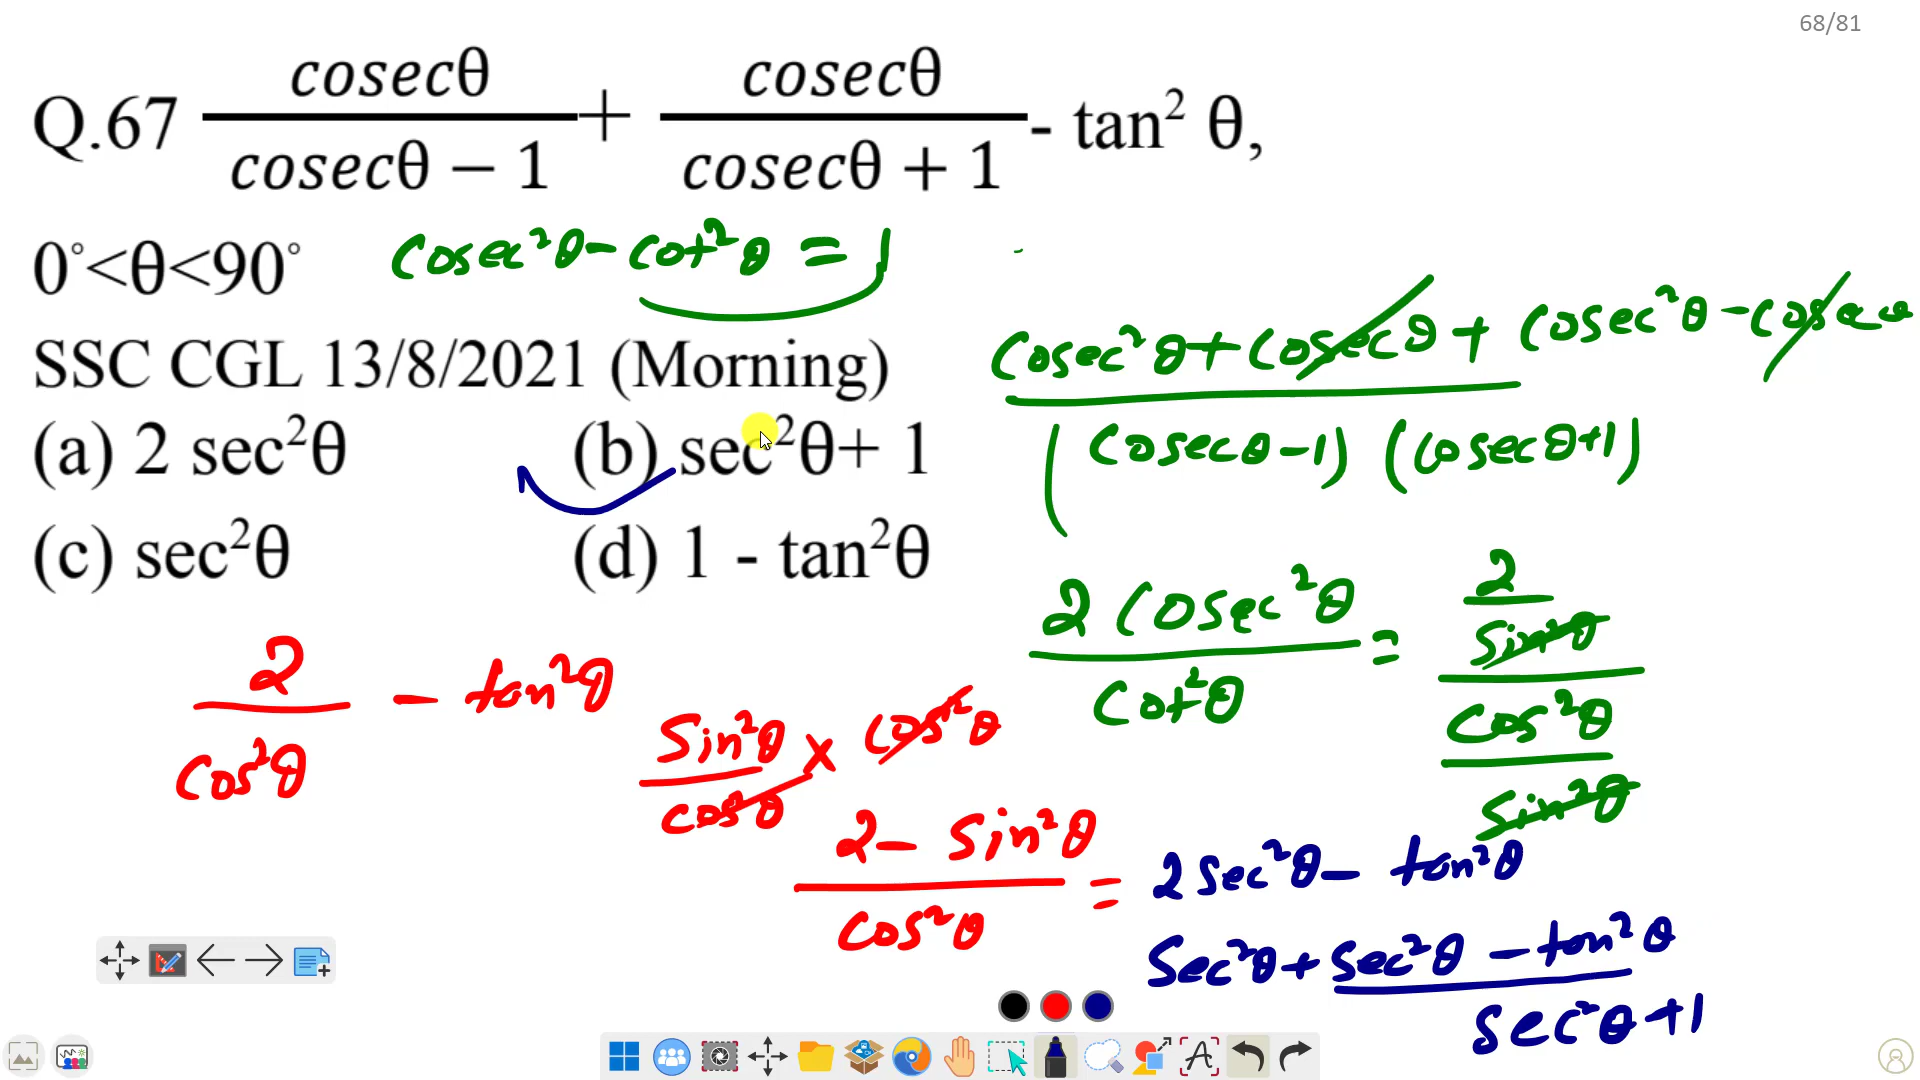 68/81
Q.67 cosecθ/(cosecθ − 1) + cosecθ/(cosecθ + 1) - tan² θ,
0°<θ<90°
cosec²θ - cot²θ = 1
SSC CGL 13/8/2021 (Morning)
(a) 2 sec²θ (b) sec²θ+ 1
(c) sec²θ (d) 1 - tan²θ
cosec²θ + cosecθ + cosec²θ - cosecθ
(cosecθ-1) (cosecθ+1)
2 cosec²θ / cot²θ = 2/sin²θ / cos²θ/sin²θ
2/cos²θ - tan²θ
sin²θ/cos²θ × cos²θ
2 - sin²θ / cos²θ =
2sec²θ - tan²θ
sec²θ + sec²θ - tan²θ
sec²θ + 1